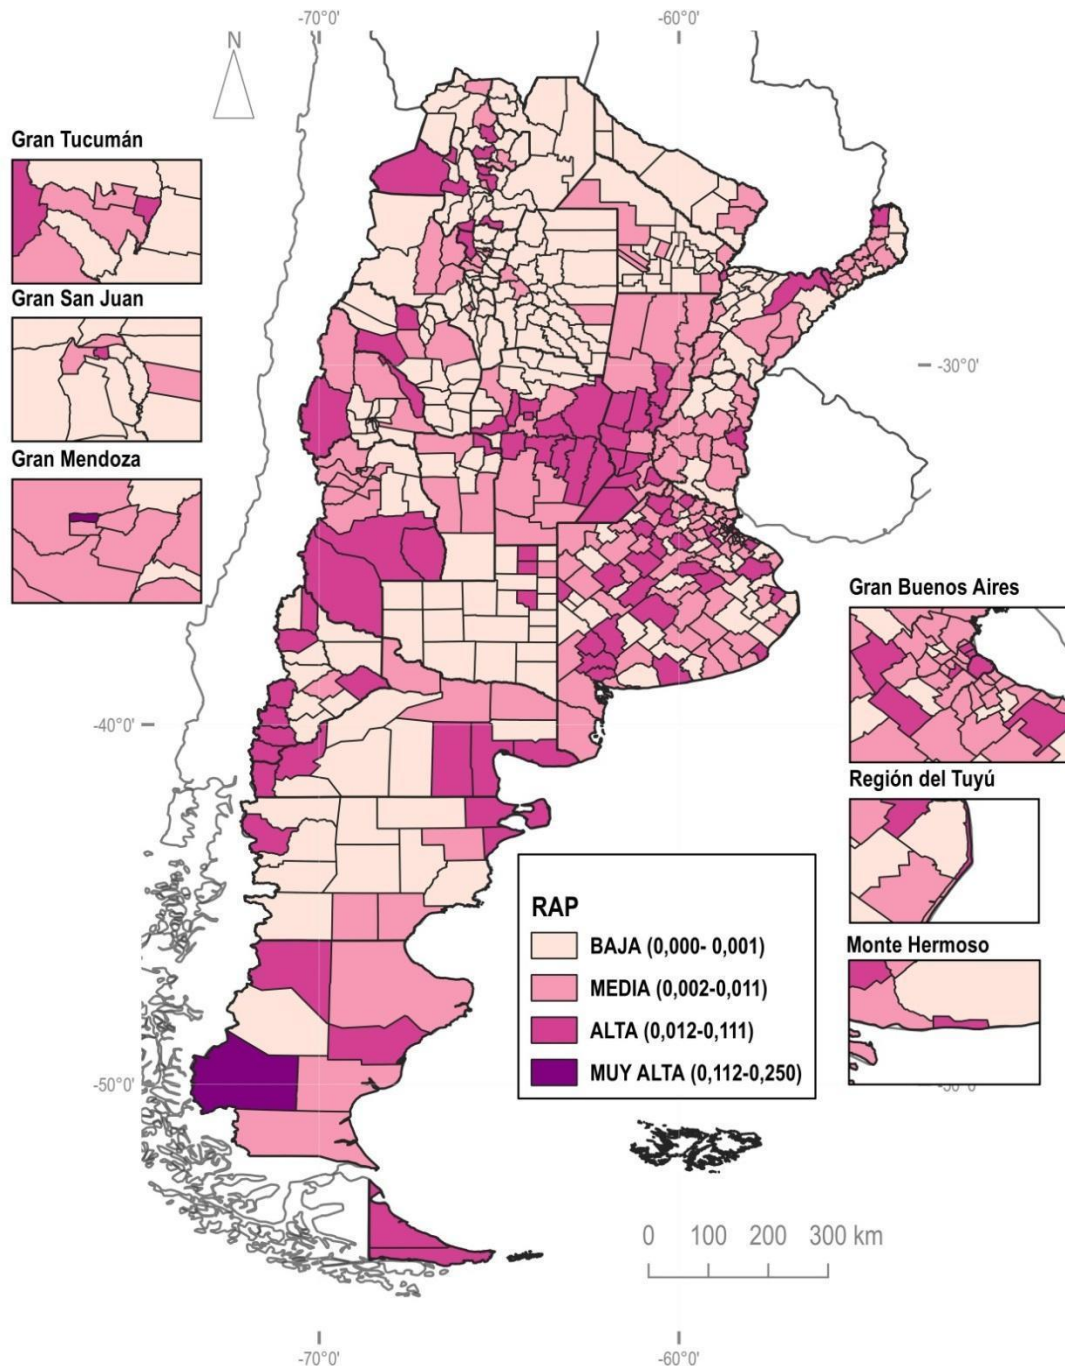 -70°0'
-60°0'
N
Gran Tucumán
Gran San Juan
-30°0'
Gran Mendoza
Gran Buenos Aires
-40°0'
Región del Tuyú
RAP
BAJA (0,000- 0,001)
Monte Hermoso
MEDIA (0,002-0,011)
ALTA (0,012-0,111)
MUY ALTA (0,112-0,250)
-50°0'
-50°0'
0 100 200 300 km
-70°0'
-60°0'